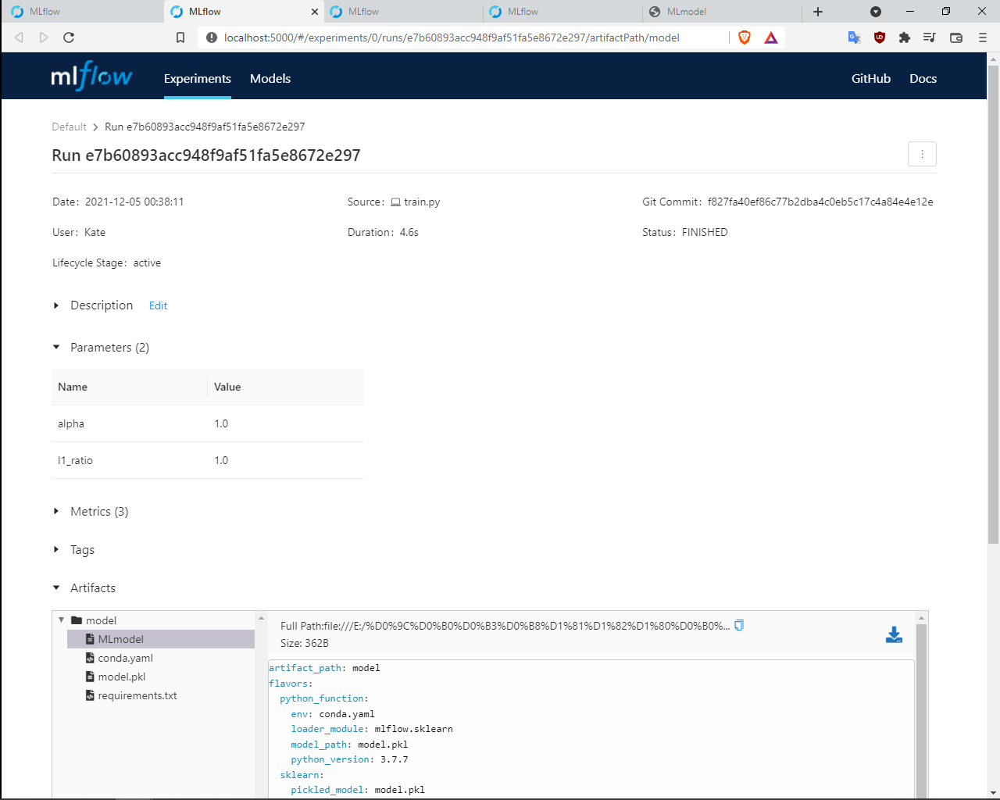 MLflow MLflow MLflow MLflow MLmodel
localhost:5000/#/experiments/0/runs/e7b60893acc948f9af51fa5e8672e297/artifactPath/model
mlflow Experiments Models GitHub Docs
Default Run e7b60893acc948f9af51fa5e8672e297
Run e7b60893acc948f9af51fa5e8672e297
Date: 2021-12-05 00:38:11 Source: train.py Git Commit: f827fa40ef86c77b2dba4c0eb5c17c4a84e4e12e
User: Kate Duration: 4.6s Status: FINISHED
Lifecycle Stage: active
Description Edit
Parameters (2)
Name Value
alpha 1.0
l1_ratio 1.0
Metrics (3)
Tags
Artifacts
model
MLmodel
conda.yaml
model.pkl
requirements.txt
Full Path:file:///E:/%D0%9C%D0%B0%D0%B3%D0%B8%D1%81%D1%82%D1%80%D0%B0%...
Size: 362B
artifact_path: model
flavors:
python_function:
env: conda.yaml
loader_module: mlflow.sklearn
model_path: model.pkl
python_version: 3.7.7
sklearn:
pickled_model: model.pkl